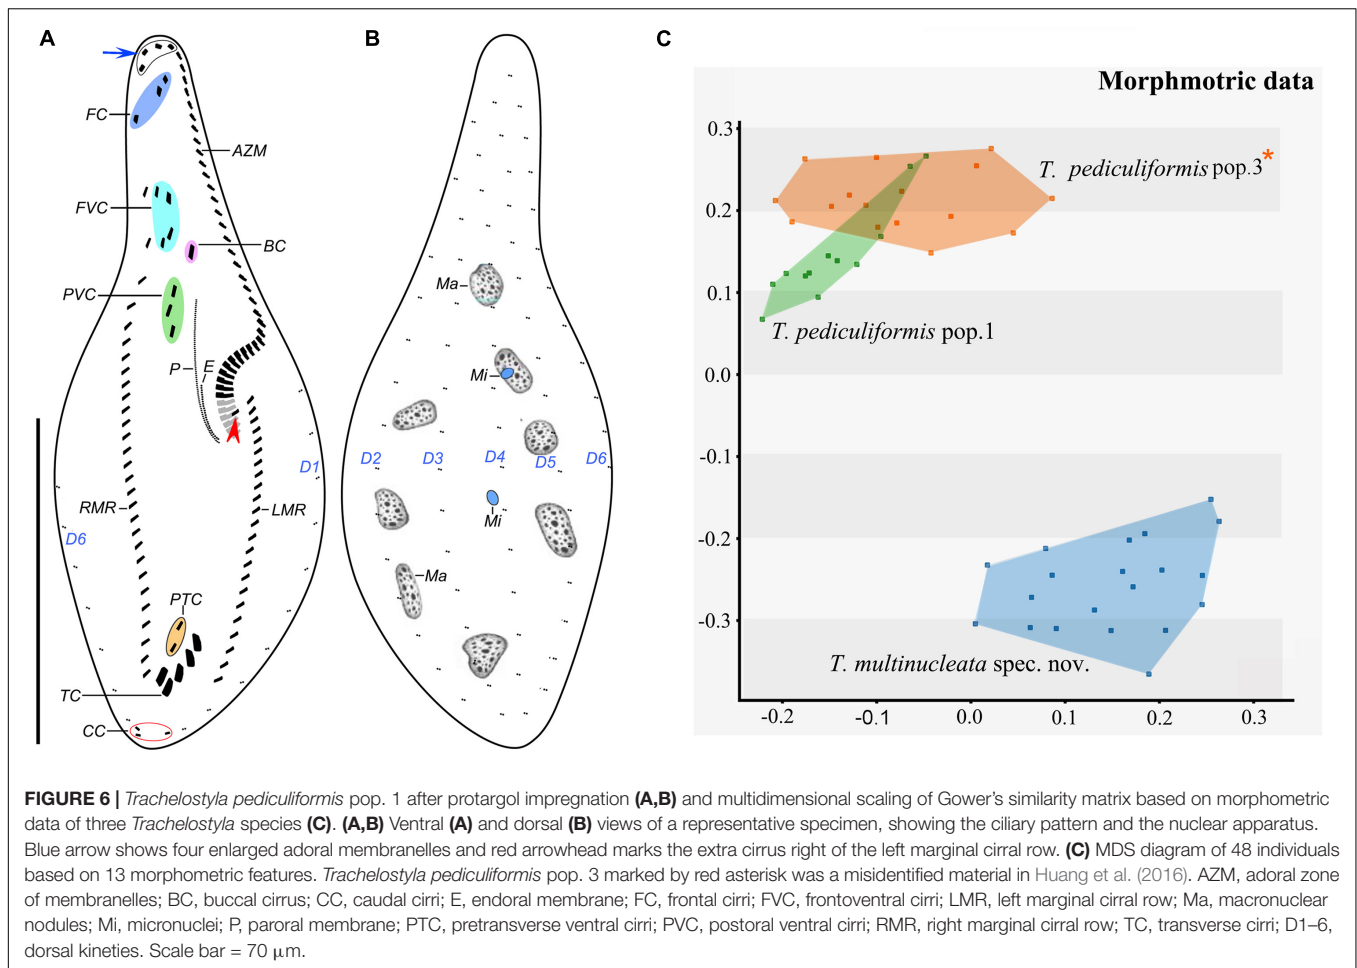 A
B
C
FC
AZM
FVC
BC
PVC
P
E
D1
RMR
LMR
D6
PTC
TC
CC
Ma
Mi
D2
D3
D4
D5
D6
Mi
Ma
Morphmotric data
0.3
0.2
0.1
0.0
-0.1
-0.2
-0.3
-0.2
-0.1
0.0
0.1
0.2
0.3
T. pediculiformis pop.3*
T. pediculiformis pop.1
T. multinucleata spec. nov.
FIGURE 6 | Trachelostyla pediculiformis pop. 1 after protargol impregnation (A,B) and multidimensional scaling of Gower's similarity matrix based on morphometric
data of three Trachelostyla species (C). (A,B) Ventral (A) and dorsal (B) views of a representative specimen, showing the ciliary pattern and the nuclear apparatus.
Blue arrow shows four enlarged adoral membranelles and red arrowhead marks the extra cirrus right of the left marginal cirral row. (C) MDS diagram of 48 individuals
based on 13 morphometric features. Trachelostyla pediculiformis pop. 3 marked by red asterisk was a misidentified material in Huang et al. (2016). AZM, adoral zone
of membranelles; BC, buccal cirrus; CC, caudal cirri; E, endoral membrane; FC, frontal cirri; FVC, frontoventral cirri; LMR, left marginal cirral row; Ma, macronuclear
nodules; Mi, micronuclei; P, paroral membrane; PTC, pretransverse ventral cirri; PVC, postoral ventral cirri; RMR, right marginal cirral row; TC, transverse cirri; D1–6,
dorsal kineties. Scale bar = 70 μm.